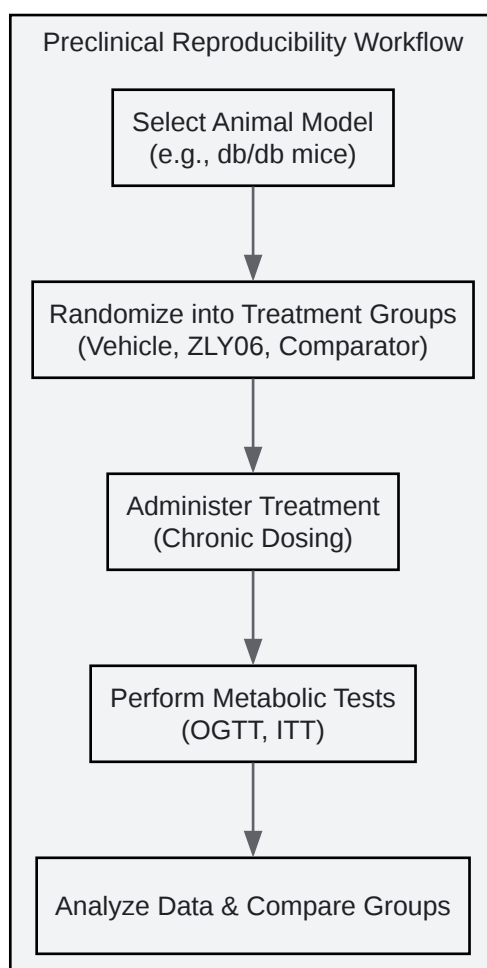 Preclinical Reproducibility Workflow
Select Animal Model
(e.g., db/db mice)
Randomize into Treatment Groups
(Vehicle, ZLY06, Comparator)
Administer Treatment
(Chronic Dosing)
Perform Metabolic Tests
(OGTT, ITT)
Analyze Data & Compare Groups